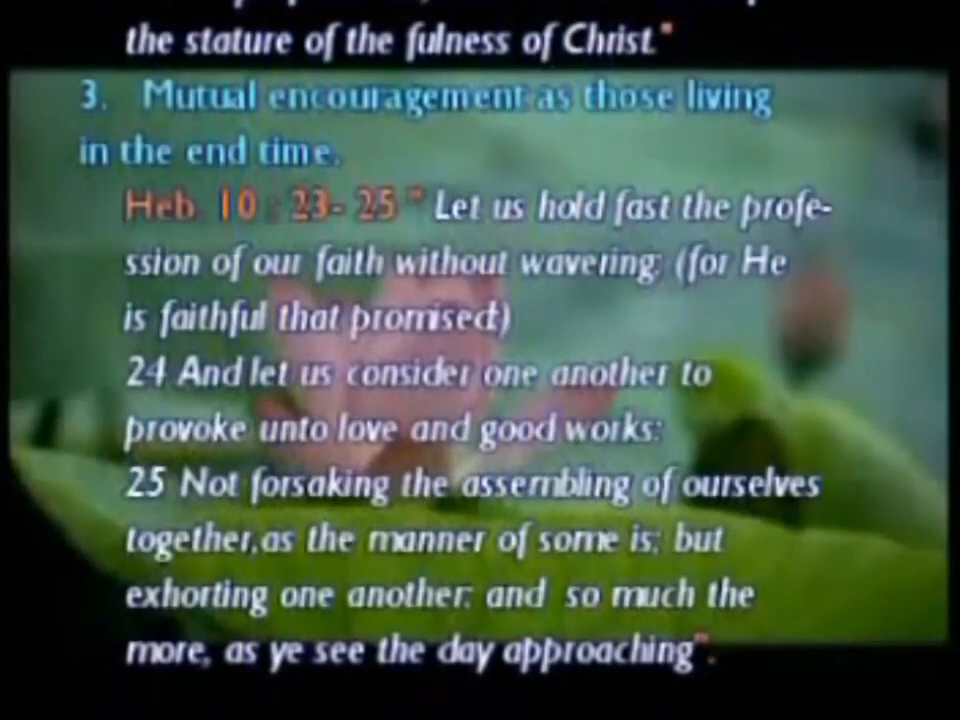 the stature of the fulness of Christ."
3. Mutual encouragement as those living
in the end time.
Heb. 10 : 23- 25 " Let us hold fast the profe-
ssion of our faith without wavering; (for He
is faithful that promised;)
24 And let us consider one another to
provoke unto love and good works:
25 Not forsaking the assembling of ourselves
together,as the manner of some is; but
exhorting one another: and so much the
more, as ye see the day approaching".